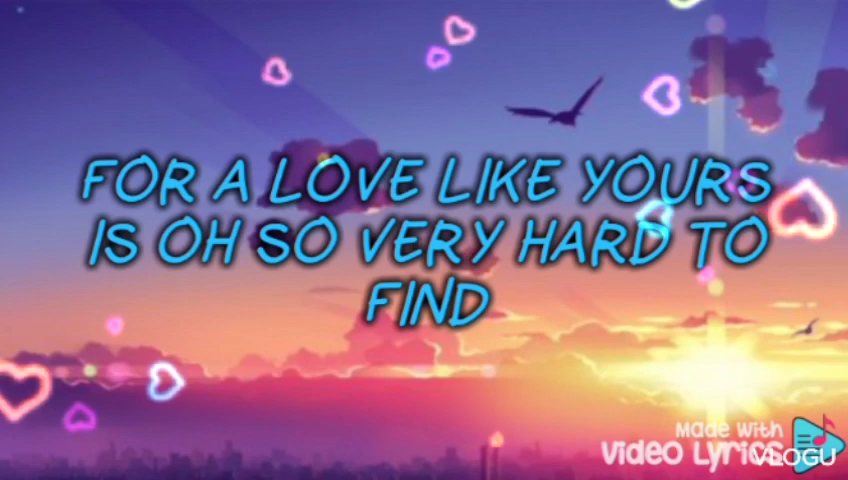 FOR A LOVE LIKE YOURS
IS OH SO VERY HARD TO
FIND
Made with
Video Lyrics
VLOGU